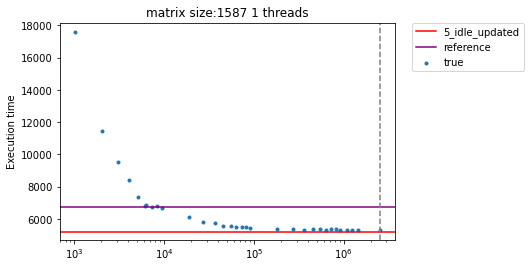 matrix size:1587 1 threads
Execution time
18000
16000
14000
12000
10000
8000
6000
10³
10⁴
10⁵
10⁶
5_idle_updated
reference
true